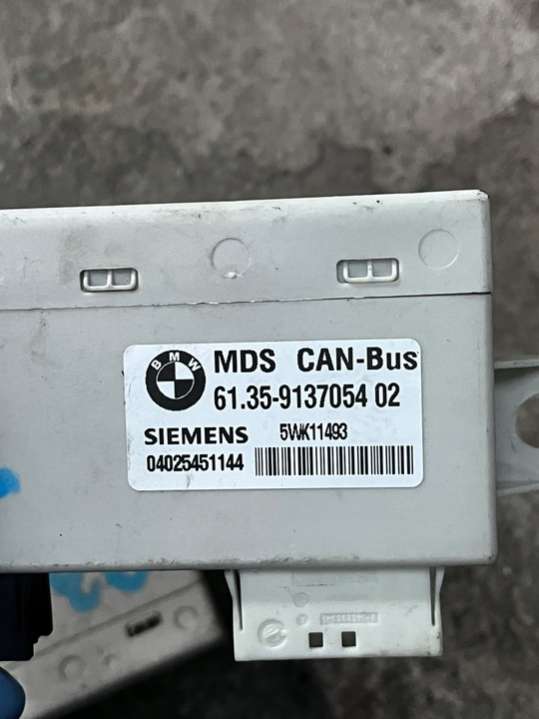 BMW
MDS CAN-Bus
61.35-9137054 02
SIEMENS 5WK11493
04025451144